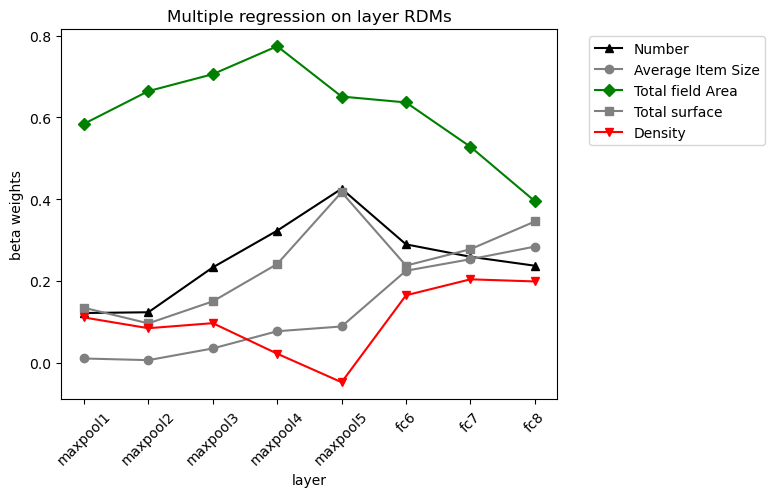 Multiple regression on layer RDMs
0.8
0.6
0.4
0.2
0.0
beta weights
maxpool1
maxpool2
maxpool3
maxpool4
maxpool5
fc6
fc7
fc8
layer
Number
Average Item Size
Total field Area
Total surface
Density